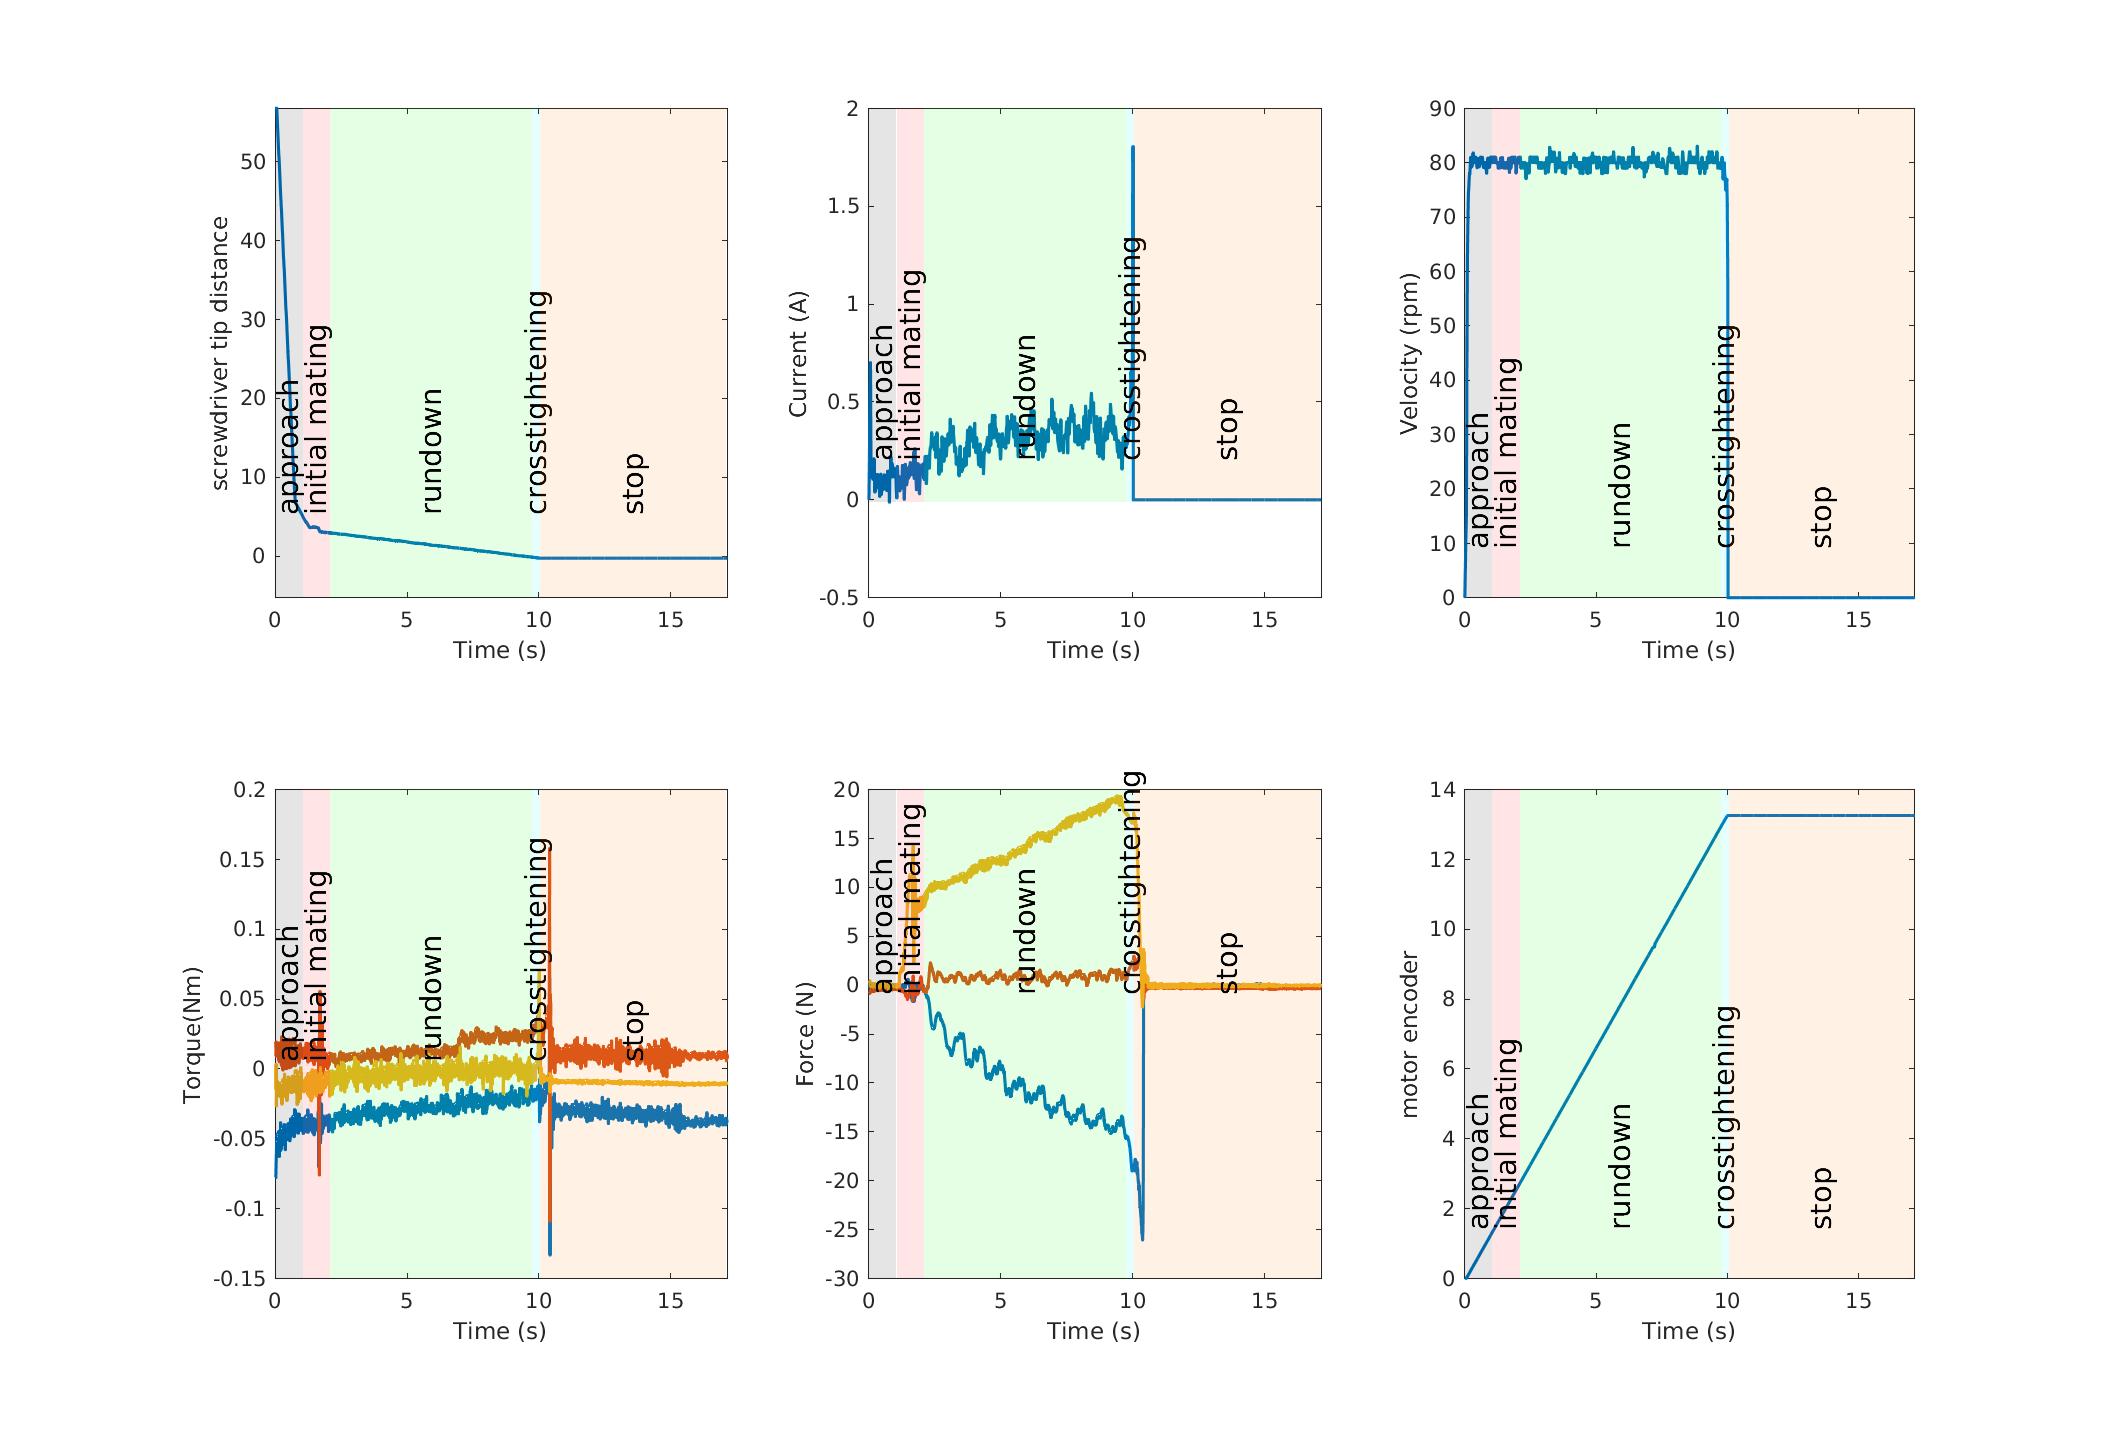 screwdriver tip distance
50
40
30
20
10
0
approach
initial mating
rundown
crosstightening
stop
0 5 10 15
Time (s)
Current (A)
2
1.5
1
0.5
0
-0.5
approach
initial mating
rundown
crosstightening
stop
0 5 10 15
Time (s)
Velocity (rpm)
90
80
70
60
50
40
30
20
10
0
approach
initial mating
rundown
crosstightening
stop
0 5 10 15
Time (s)
Torque(Nm)
0.2
0.15
0.1
0.05
0
-0.05
-0.1
-0.15
approach
initial mating
rundown
crosstightening
stop
0 5 10 15
Time (s)
Force (N)
20
15
10
5
0
-5
-10
-15
-20
-25
-30
approach
initial mating
rundown
crosstightening
stop
0 5 10 15
Time (s)
motor encoder
14
12
10
8
6
4
2
0
approach
initial mating
rundown
crosstightening
stop
0 5 10 15
Time (s)